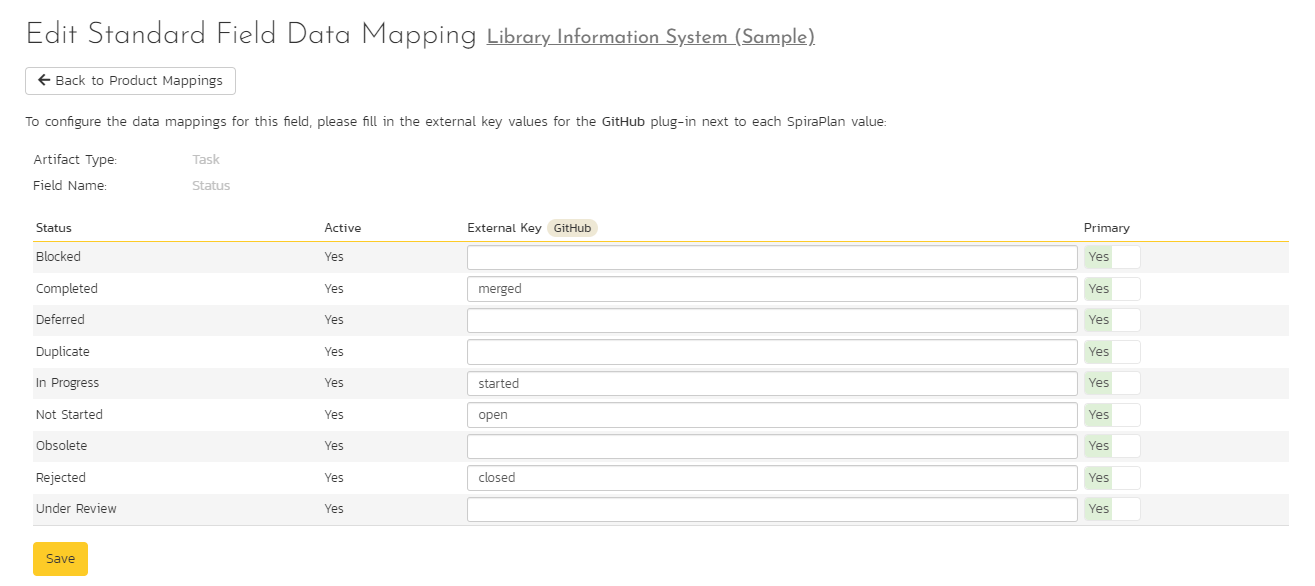 Edit Standard Field Data Mapping Library Information System (Sample)
Back to Product Mappings
To configure the data mappings for this field, please fill in the external key values for the GitHub plug-in next to each SpiraPlan value:
Artifact Type: Task
Field Name: Status
Status Active External Key GitHub Primary
Blocked Yes Yes
Completed Yes merged Yes
Deferred Yes Yes
Duplicate Yes Yes
In Progress Yes started Yes
Not Started Yes open Yes
Obsolete Yes Yes
Rejected Yes closed Yes
Under Review Yes Yes
Save